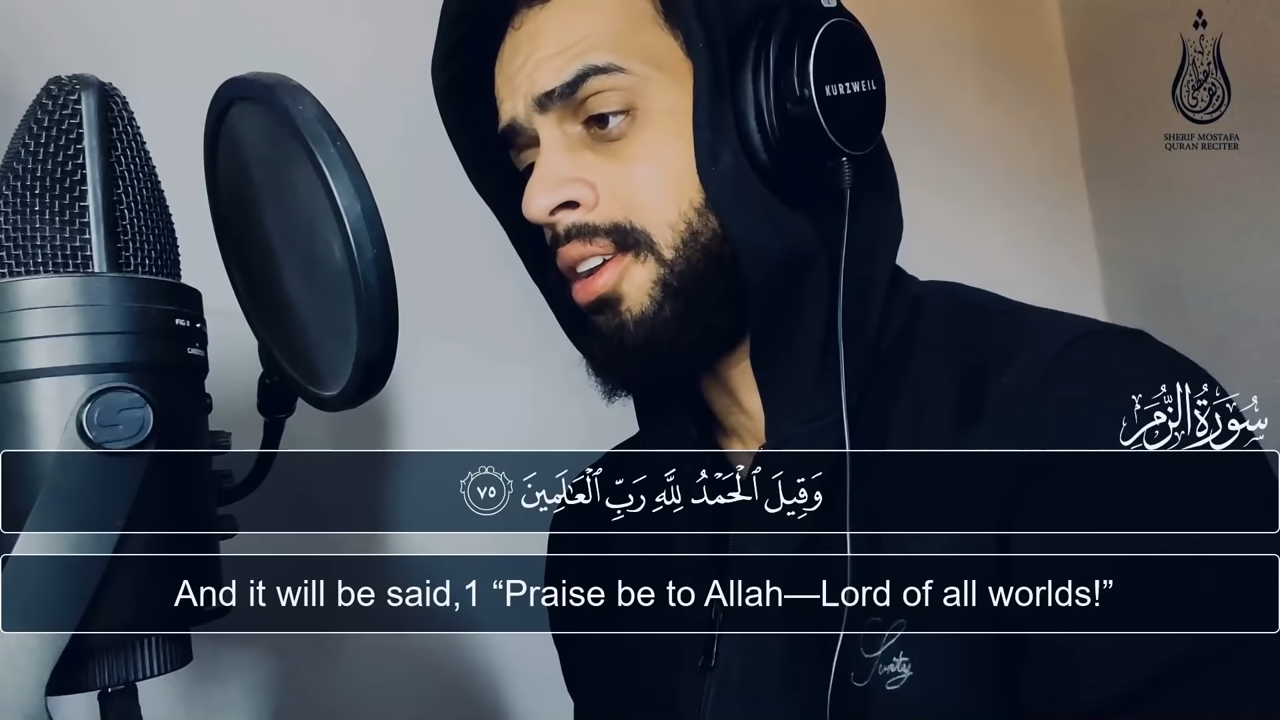 KURZWEIL
SHERIF MOSTAFA
QURAN RECITER
سُورَةُ الزُّمَرِ
وَقِيلَ ٱلْحَمْدُ لِلَّهِ رَبِّ ٱلْعَـٰلَمِينَ ٧٥
And it will be said,1 “Praise be to Allah—Lord of all worlds!”